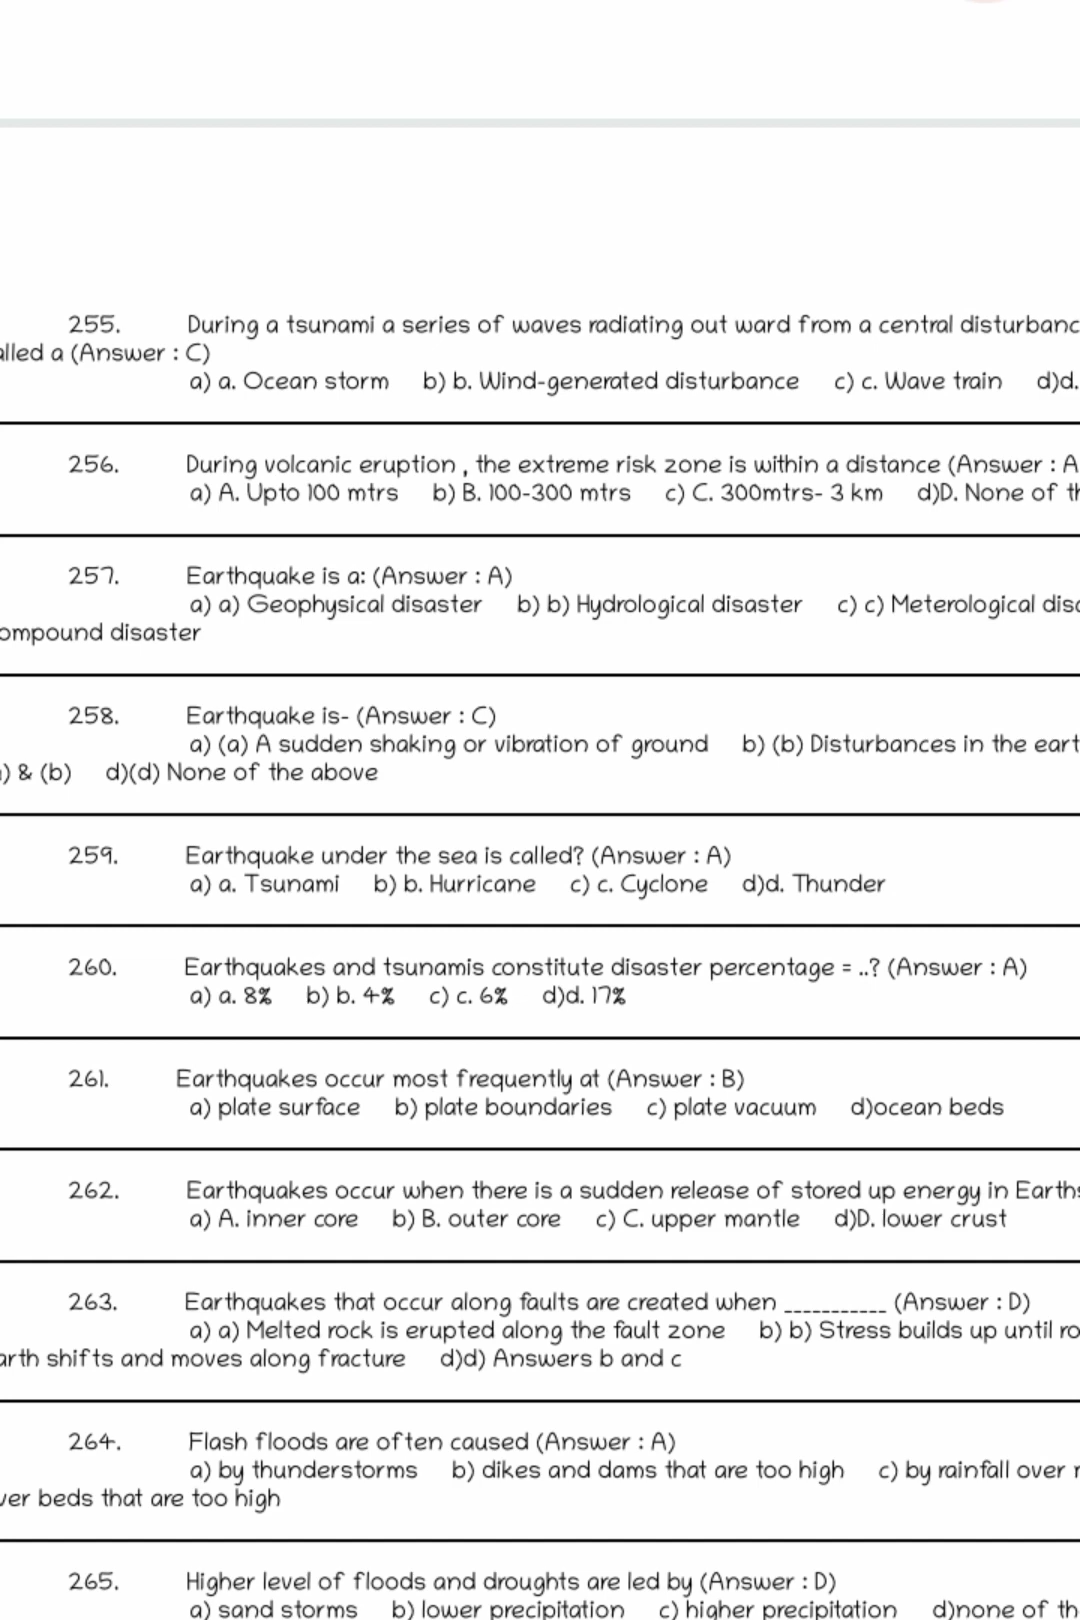 255. During a tsunami a series of waves radiating out ward from a central disturbanc
alled a (Answer : C)
a) a. Ocean storm b) b. Wind-generated disturbance c) c. Wave train d)d.
256. During volcanic eruption , the extreme risk zone is within a distance (Answer : A
a) A. Upto 100 mtrs b) B. 100-300 mtrs c) C. 300mtrs- 3 km d)D. None of th
257. Earthquake is a: (Answer : A)
a) a) Geophysical disaster b) b) Hydrological disaster c) c) Meterological disa
ompound disaster
258. Earthquake is- (Answer : C)
a) (a) A sudden shaking or vibration of ground b) (b) Disturbances in the eart
) & (b) d)(d) None of the above
259. Earthquake under the sea is called? (Answer : A)
a) a. Tsunami b) b. Hurricane c) c. Cyclone d)d. Thunder
260. Earthquakes and tsunamis constitute disaster percentage = ..? (Answer : A)
a) a. 8% b) b. 4% c) c. 6% d)d. 17%
261. Earthquakes occur most frequently at (Answer : B)
a) plate surface b) plate boundaries c) plate vacuum d)ocean beds
262. Earthquakes occur when there is a sudden release of stored up energy in Earths
a) A. inner core b) B. outer core c) C. upper mantle d)D. lower crust
263. Earthquakes that occur along faults are created when ___________ (Answer : D)
a) a) Melted rock is erupted along the fault zone b) b) Stress builds up until ro
arth shifts and moves along fracture d)d) Answers b and c
264. Flash floods are often caused (Answer : A)
a) by thunderstorms b) dikes and dams that are too high c) by rainfall over r
ver beds that are too high
265. Higher level of floods and droughts are led by (Answer : D)
a) sand storms b) lower precipitation c) higher precipitation d)none of th